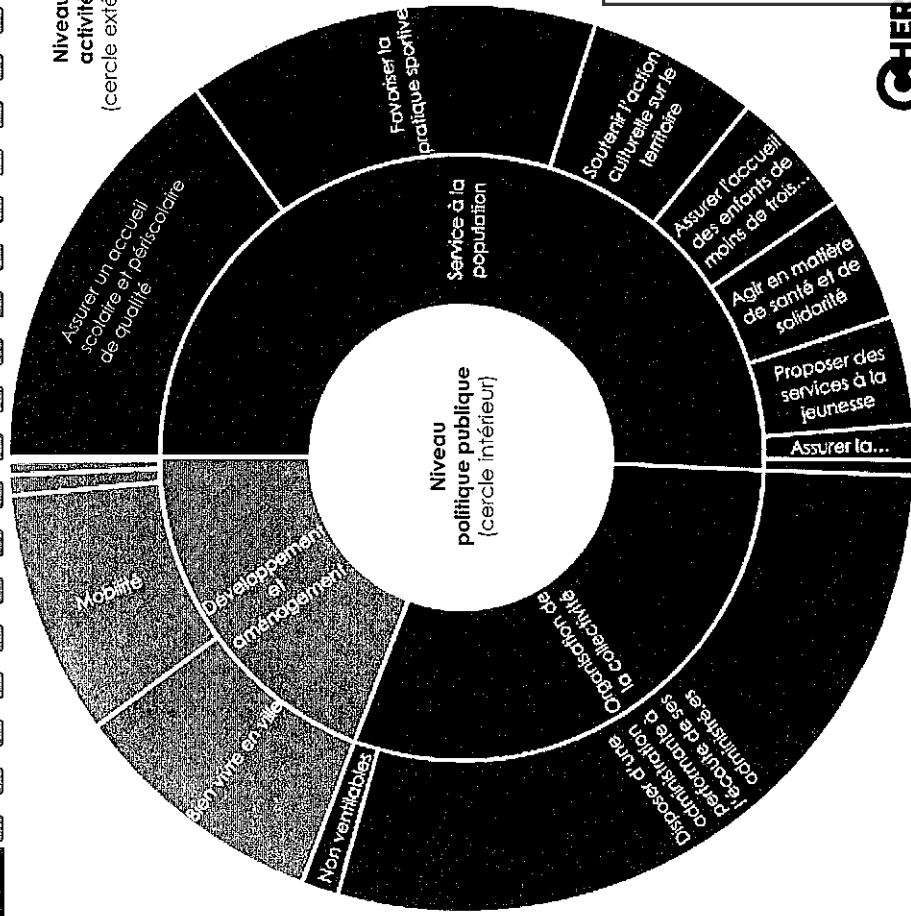 Niveau
activité
(cercle exté
Assurer un accueil
scolaire et périscolaire
de qualité
Favoriser la
pratique sportive
Soutenir l'action
culturelle sur le
territoire
Assurer l'accueil
des enfants de
moins de trois...
Agir en matière
de santé et de
solidarité
Proposer des
services à la
jeunesse
Assurer la...
Service à la
population
Niveau
politique publique
(cercle intérieur)
Développement
et
aménagement...
Mobilité
Bien vivre en ville
Non ventilables
Organisation de
la collectivité
Disposer d'une
administration
performante à
l'écoute de ses
administré.es
CHER